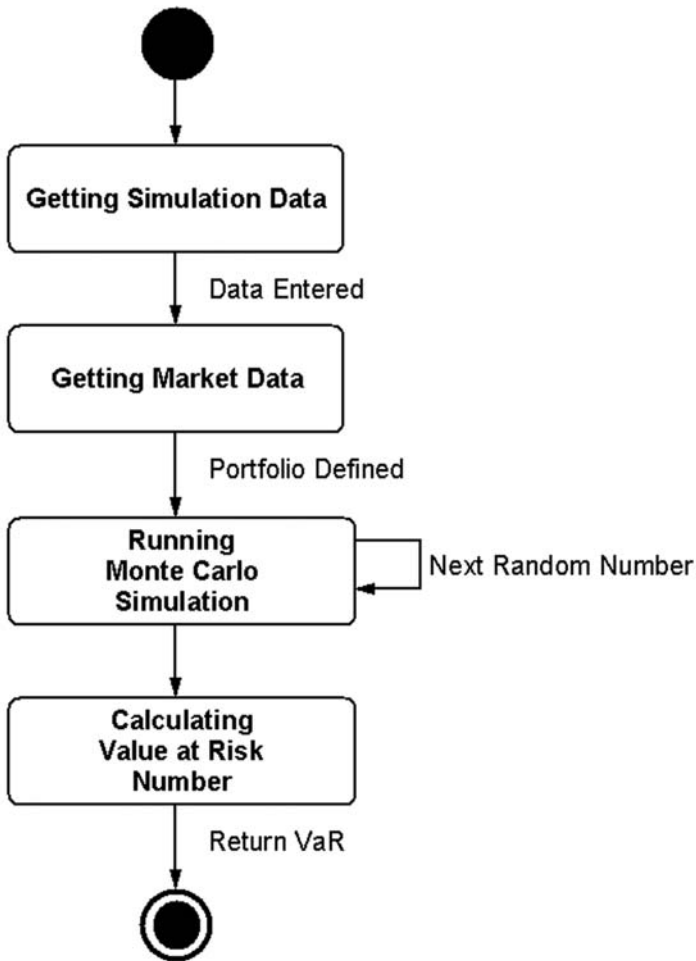 Getting Simulation Data
Data Entered
Getting Market Data
Portfolio Defined
Running
Monte Carlo
Simulation
Next Random Number
Calculating
Value at Risk
Number
Return VaR